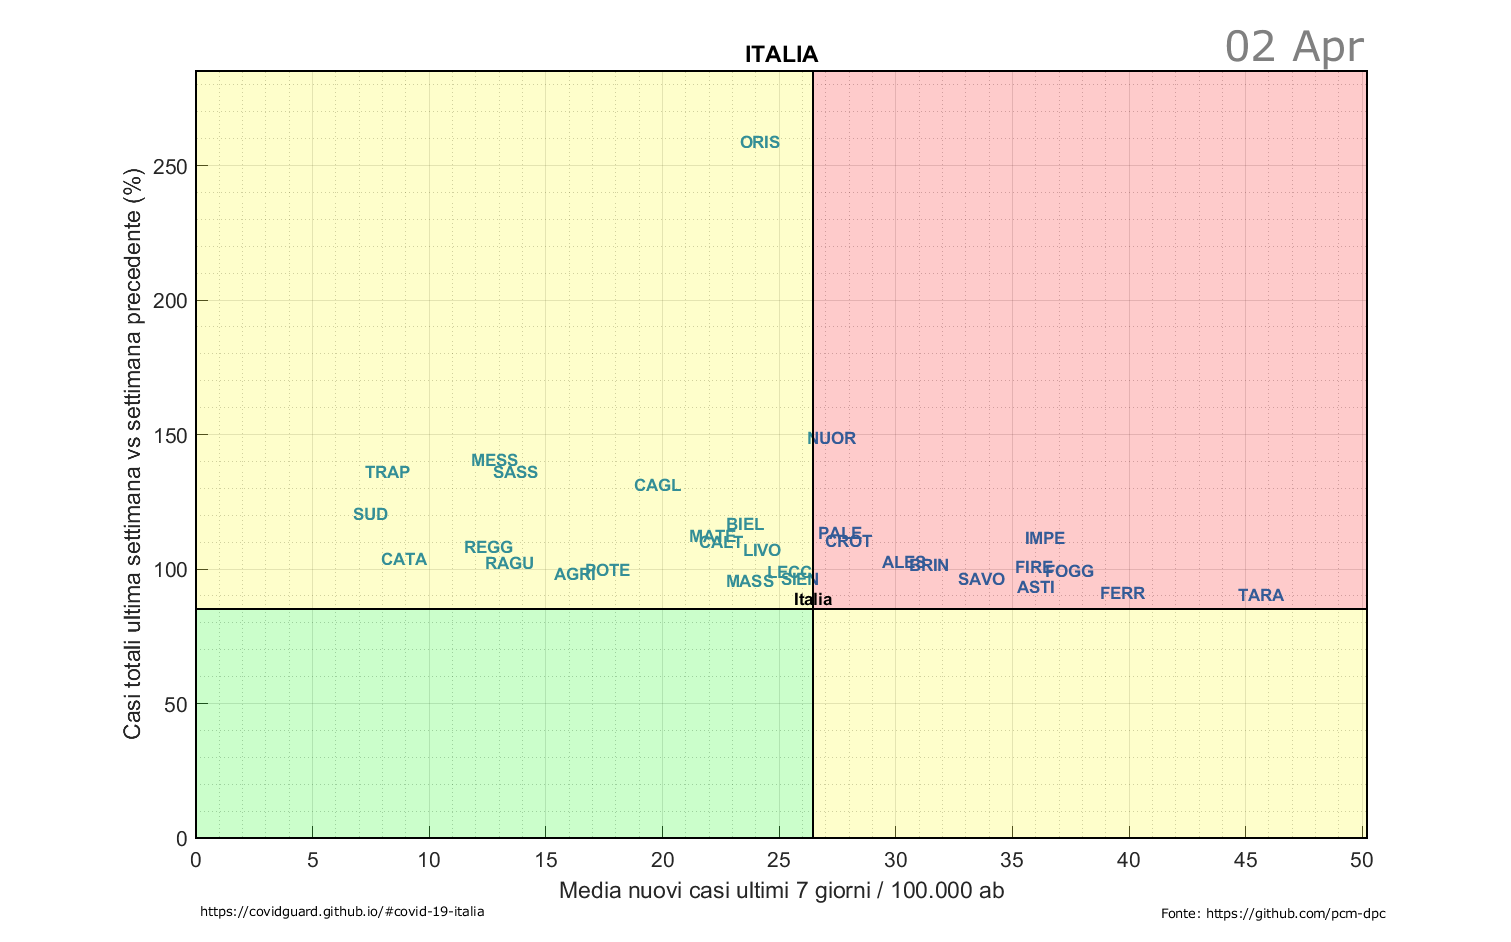 02 Apr
ITALIA
Casi totali ultima settimana vs settimana precedente (%)
250
200
150
100
50
0
ORIS
NUOR
MESS
TRAP
SASS
CAGL
SUD
BIEL
MATE
CALT
LIVO
PALE
CROT
IMPE
REGG
CATA
RAGU
AGRI
POTE
LECC
MASS
SIEN
ALES
BRIN
SAVO
FIRE
FOGG
ASTI
FERR
TARA
Italia
0 5 10 15 20 25 30 35 40 45 50
Media nuovi casi ultimi 7 giorni / 100.000 ab
https://covidguard.github.io/#covid-19-italia
Fonte: https://github.com/pcm-dpc